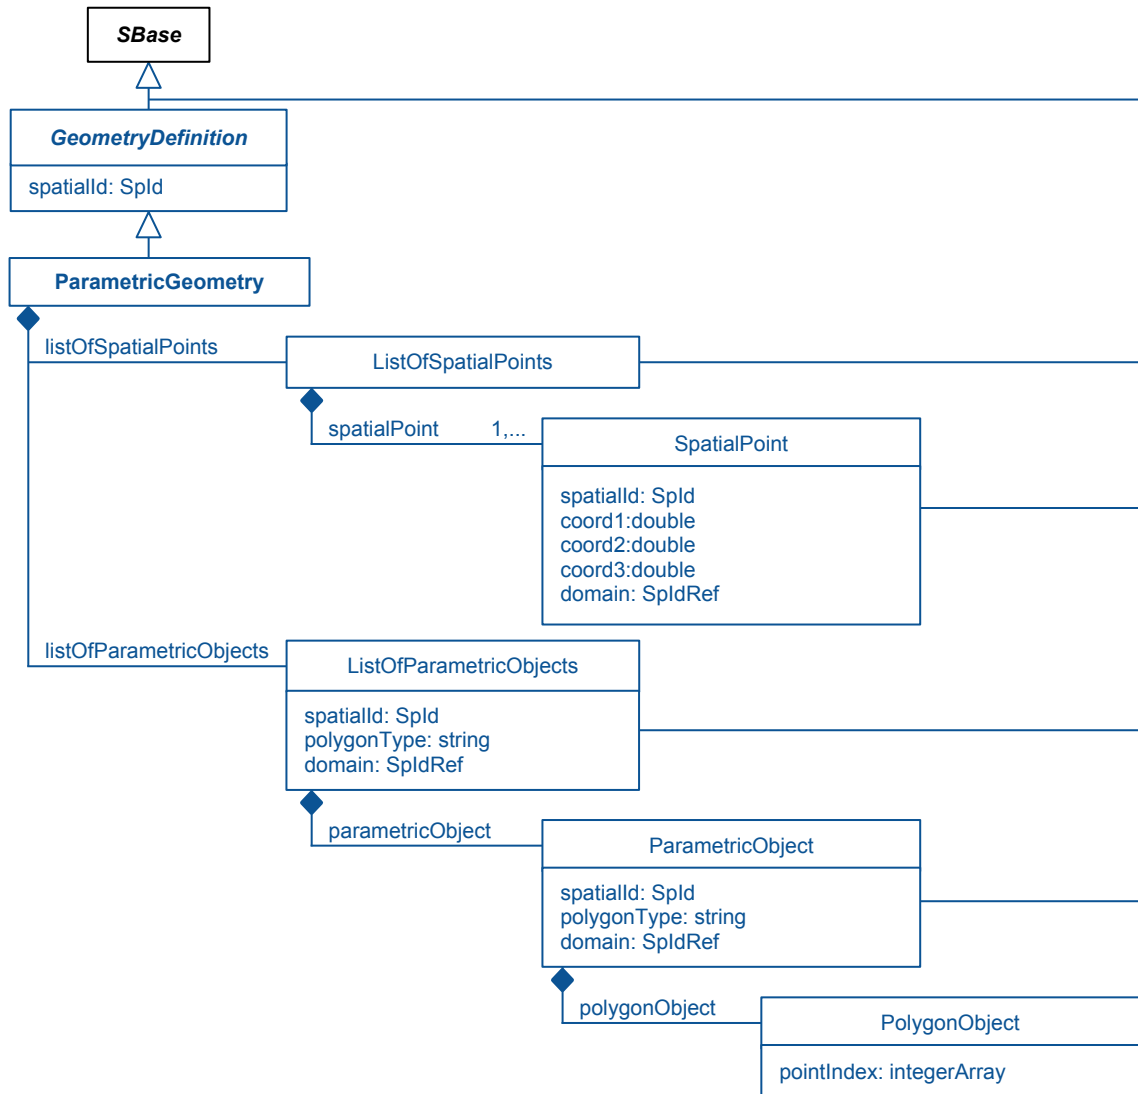 SBase
GeometryDefinition
spatialId: SpId
ParametricGeometry
listOfSpatialPoints
ListOfSpatialPoints
spatialPoint 1,...
SpatialPoint
spatialId: SpId
coord1:double
coord2:double
coord3:double
domain: SpIdRef
listOfParametricObjects
ListOfParametricObjects
spatialId: SpId
polygonType: string
domain: SpIdRef
parametricObject
ParametricObject
spatialId: SpId
polygonType: string
domain: SpIdRef
polygonObject
PolygonObject
pointIndex: integerArray